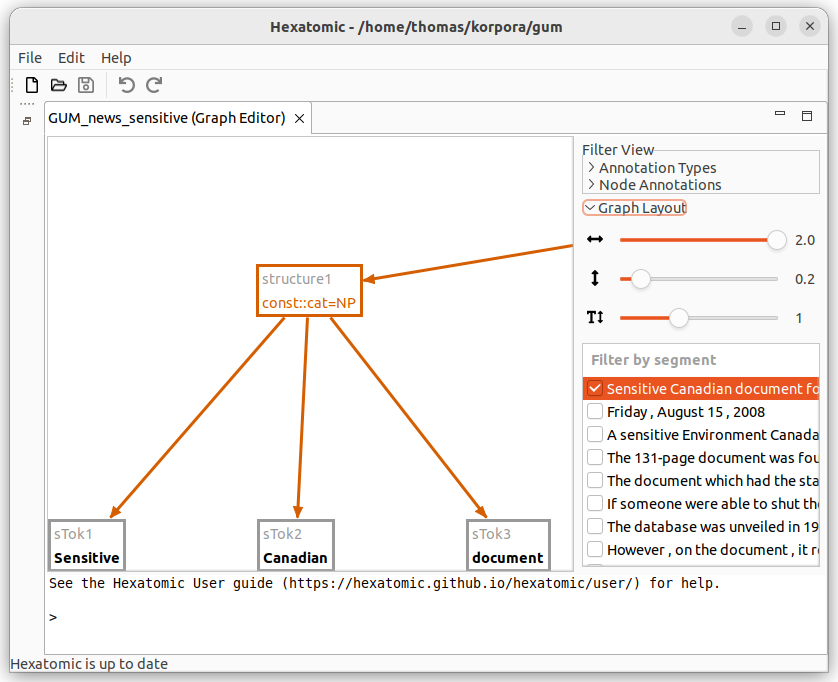 Hexatomic - /home/thomas/korpora/gum
File Edit Help
GUM_news_sensitive (Graph Editor)
Filter View
Annotation Types
Node Annotations
Graph Layout
2.0
0.2
1
structure1
const::cat=NP
Filter by segment
Sensitive Canadian document fo
Friday , August 15 , 2008
A sensitive Environment Canada
The 131-page document was fou
The document which had the sta
If someone were able to shut the
The database was unveiled in 19
However , on the document , it re
sTok1 sTok2 sTok3
Sensitive Canadian document
See the Hexatomic User guide (https://hexatomic.github.io/hexatomic/user/) for help.
>
Hexatomic is up to date